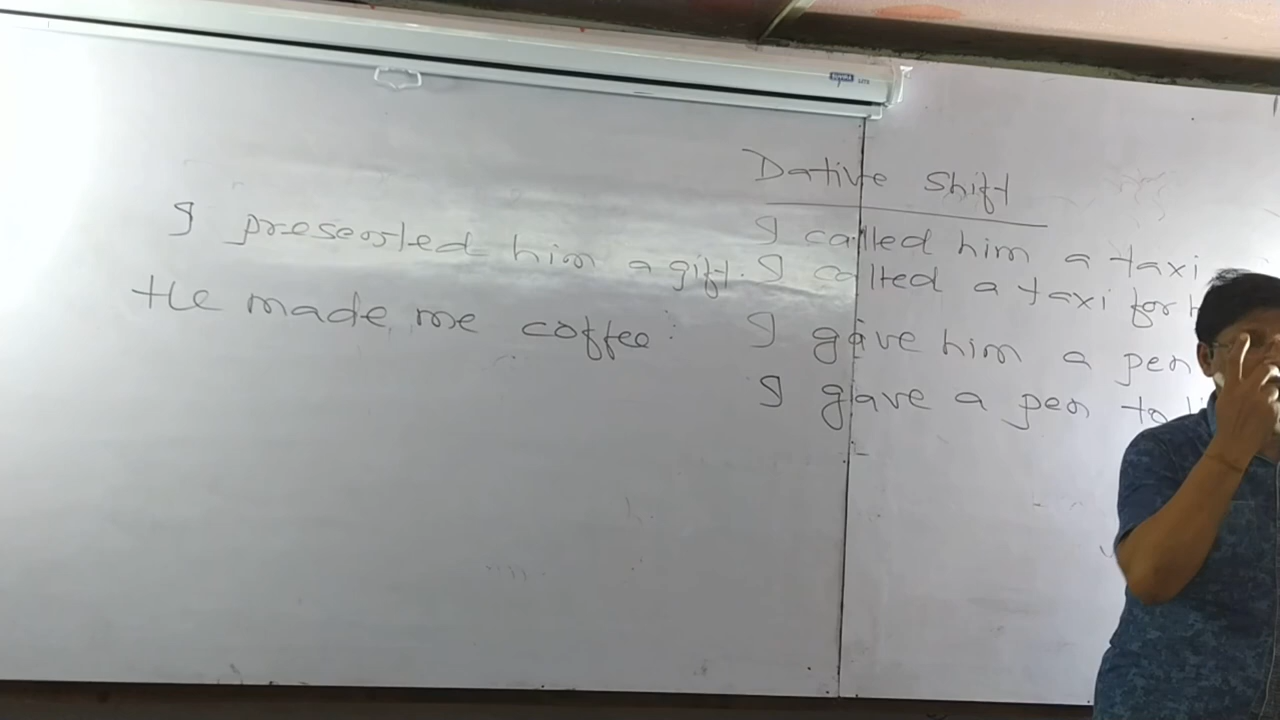 Dative Shift
I presented him a gift.
He made me coffee.
I called him a taxi
I called a taxi for
I gave him a pen
I gave a pen to